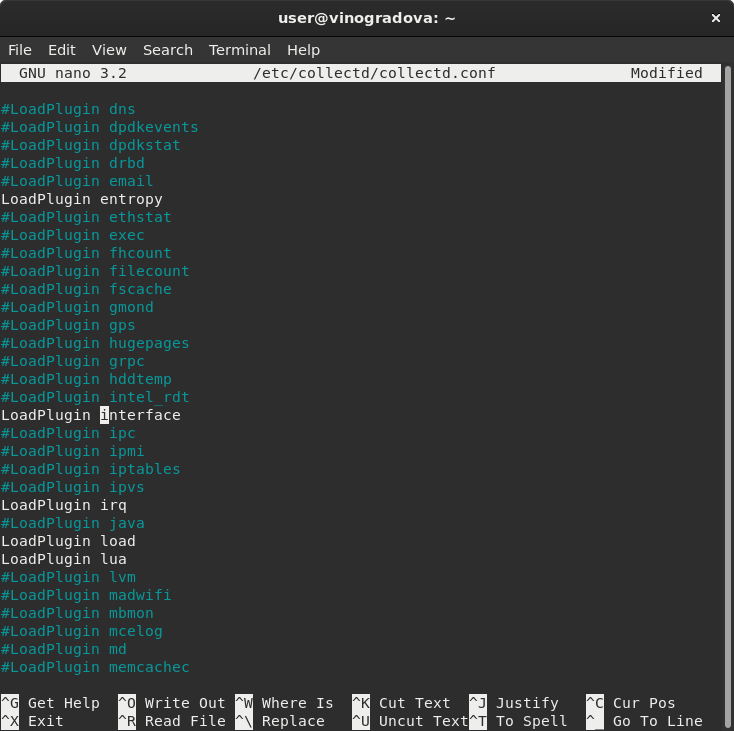 user@vinogradova: ~ ×
File Edit View Search Terminal Help
GNU nano 3.2 /etc/collectd/collectd.conf Modified
#LoadPlugin dns
#LoadPlugin dpdkevents
#LoadPlugin dpdkstat
#LoadPlugin drbd
#LoadPlugin email
LoadPlugin entropy
#LoadPlugin ethstat
#LoadPlugin exec
#LoadPlugin fhcount
#LoadPlugin filecount
#LoadPlugin fscache
#LoadPlugin gmond
#LoadPlugin gps
#LoadPlugin hugepages
#LoadPlugin grpc
#LoadPlugin hddtemp
#LoadPlugin intel_rdt
LoadPlugin interface
#LoadPlugin ipc
#LoadPlugin ipmi
#LoadPlugin iptables
#LoadPlugin ipvs
LoadPlugin irq
#LoadPlugin java
LoadPlugin load
LoadPlugin lua
#LoadPlugin lvm
#LoadPlugin madwifi
#LoadPlugin mbmon
#LoadPlugin mcelog
#LoadPlugin md
#LoadPlugin memcachec
^G Get Help ^O Write Out ^W Where Is ^K Cut Text ^J Justify ^C Cur Pos
^X Exit ^R Read File ^\ Replace ^U Uncut Text ^T To Spell ^_ Go To Line